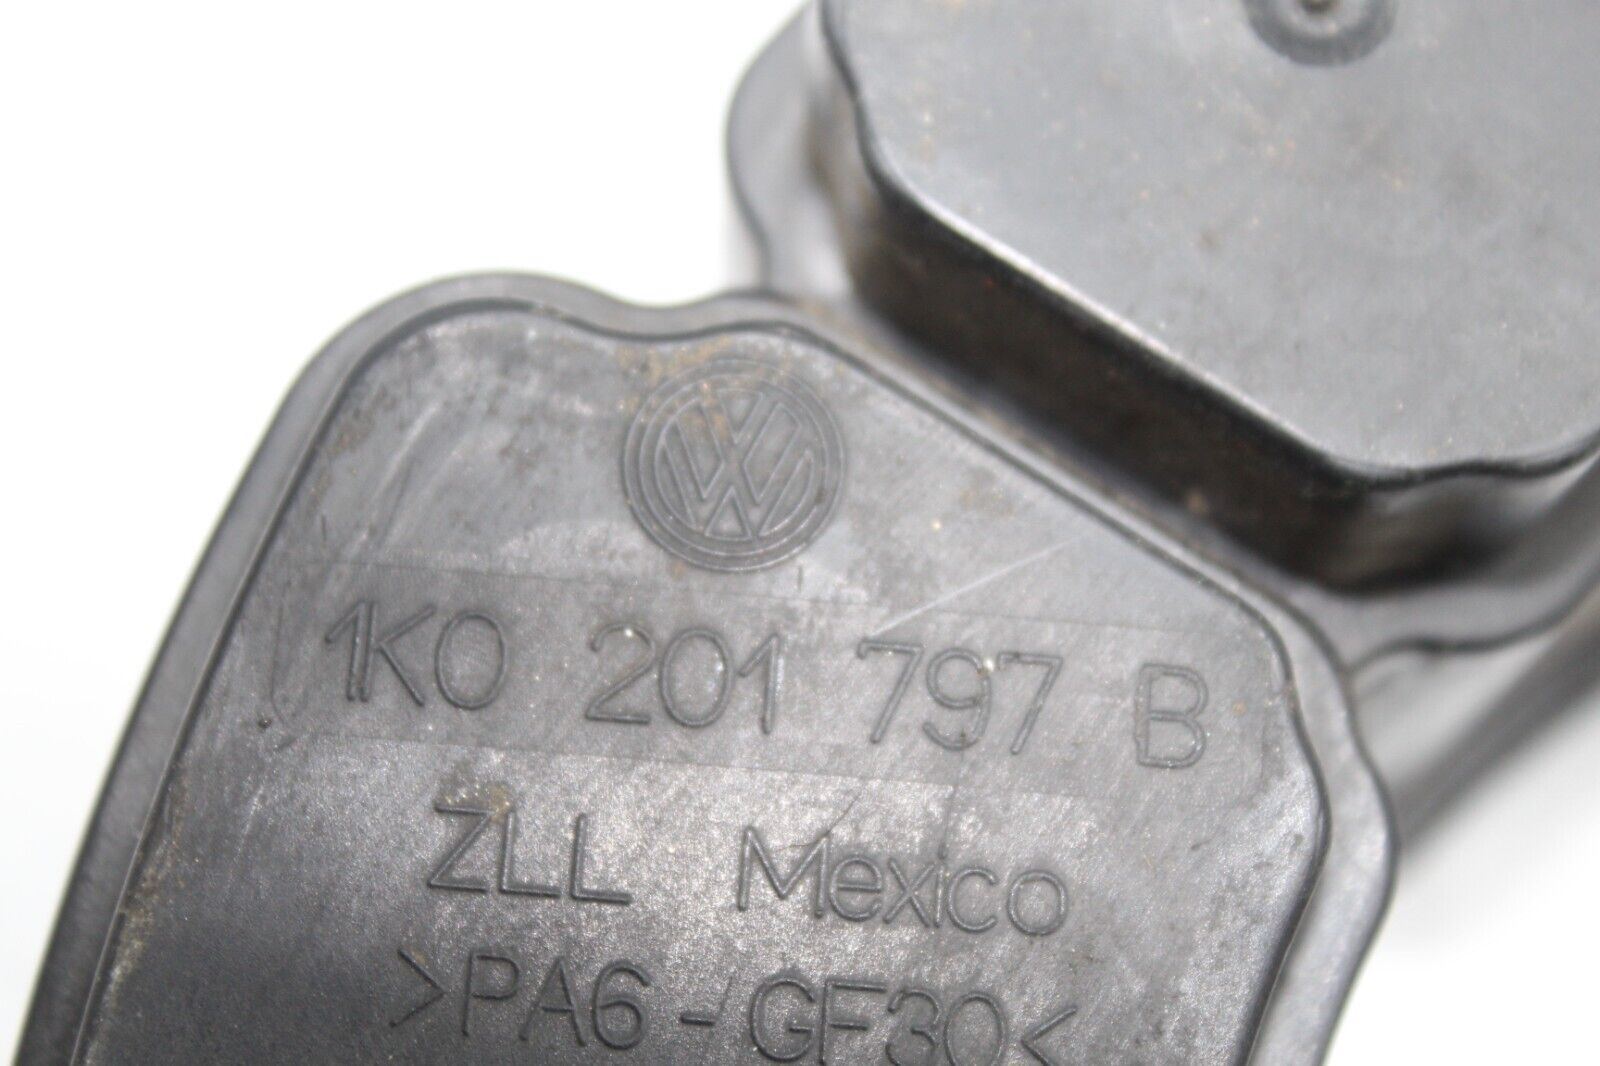 1K0 201 797 B
ZLL Mexico
>PA6-GF30<